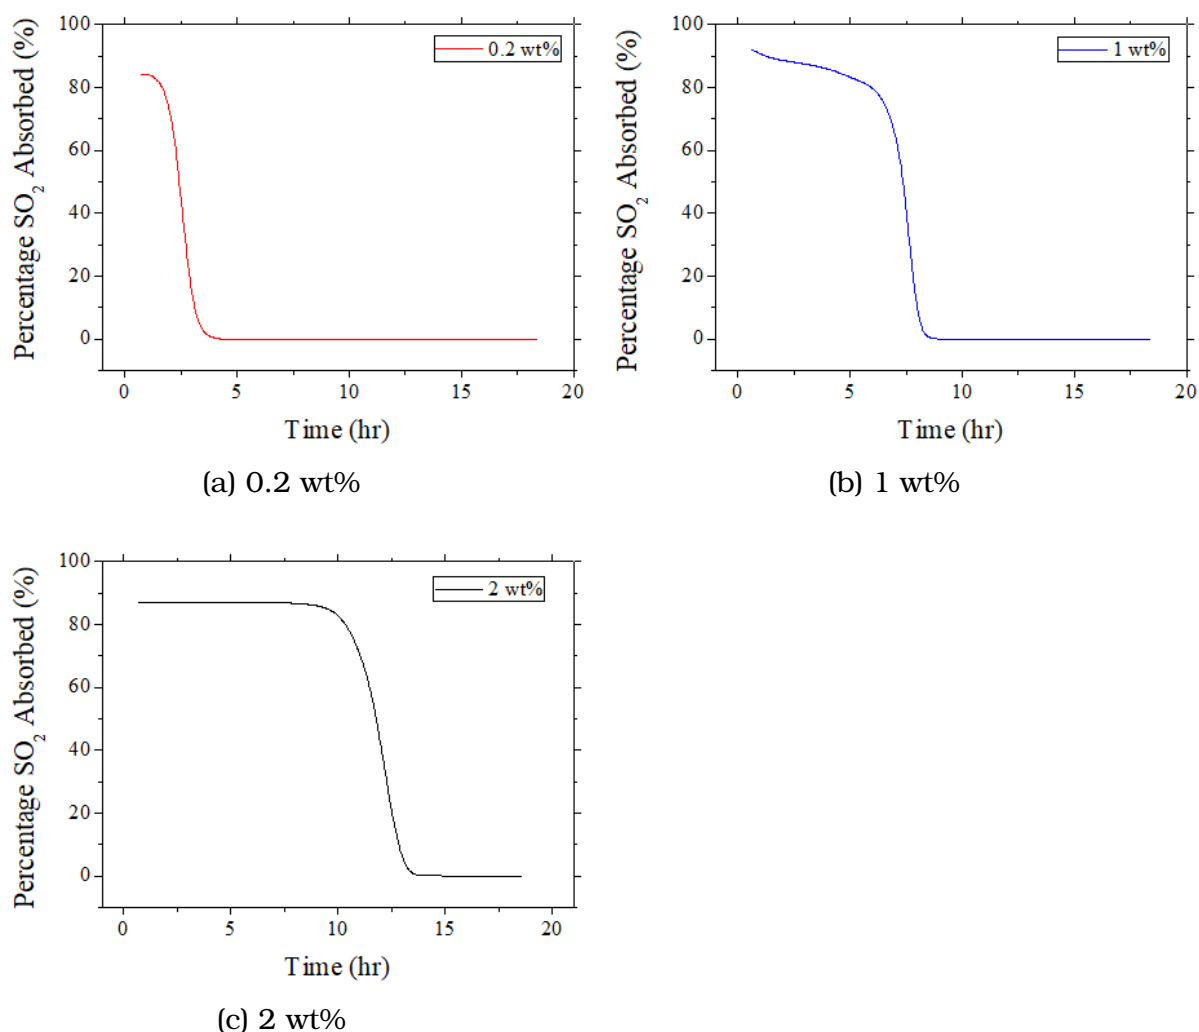 Percentage SO₂ Absorbed (%)
100
80
60
40
20
0
0.2 wt%
0 5 10 15 20
Time (hr)
(a) 0.2 wt%
Percentage SO₂ Absorbed (%)
100
80
60
40
20
0
1 wt%
0 5 10 15 20
Time (hr)
(b) 1 wt%
Percentage SO₂ Absorbed (%)
100
80
60
40
20
0
2 wt%
0 5 10 15 20
Time (hr)
(c) 2 wt%